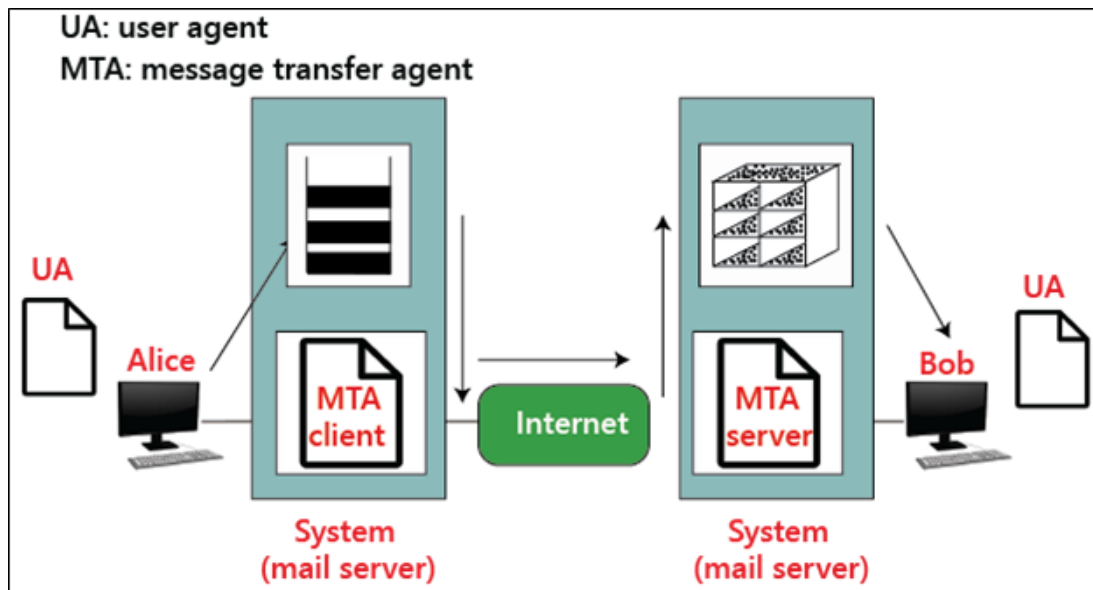 UA: user agent
MTA: message transfer agent
UA
Alice
MTA
client
System
(mail server)
Internet
MTA
server
System
(mail server)
Bob
UA